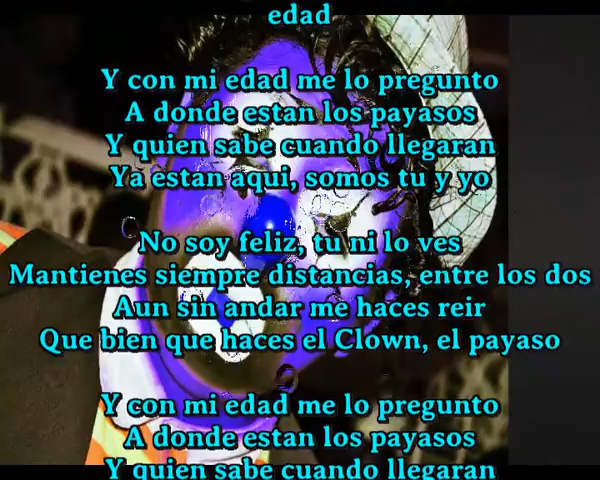 edad
Y con mi edad me lo pregunto
A donde estan los payasos
Y quien sabe cuando llegaran
Ya estan aqui, somos tu y yo
No soy feliz, tu ni lo ves
Mantienes siempre distancias, entre los dos
Aun sin andar me haces reir
Que bien que haces el Clown, el payaso
Y con mi edad me lo pregunto
A donde estan los payasos
Y quien sabe cuando llegaran